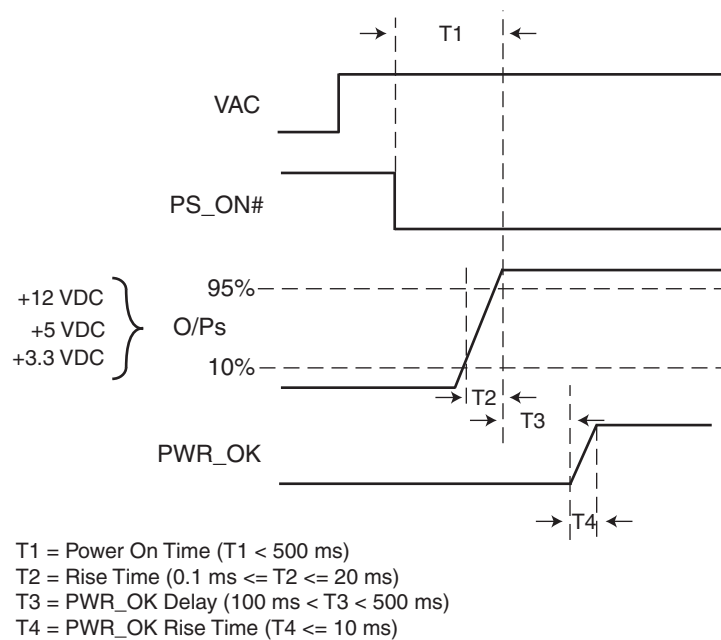 T1
VAC
PS_ON#
+12 VDC
+5 VDC
+3.3 VDC
O/Ps
95%
10%
T2
T3
PWR_OK
T4
T1 = Power On Time (T1 < 500 ms)
T2 = Rise Time (0.1 ms <= T2 <= 20 ms)
T3 = PWR_OK Delay (100 ms < T3 < 500 ms)
T4 = PWR_OK Rise Time (T4 <= 10 ms)